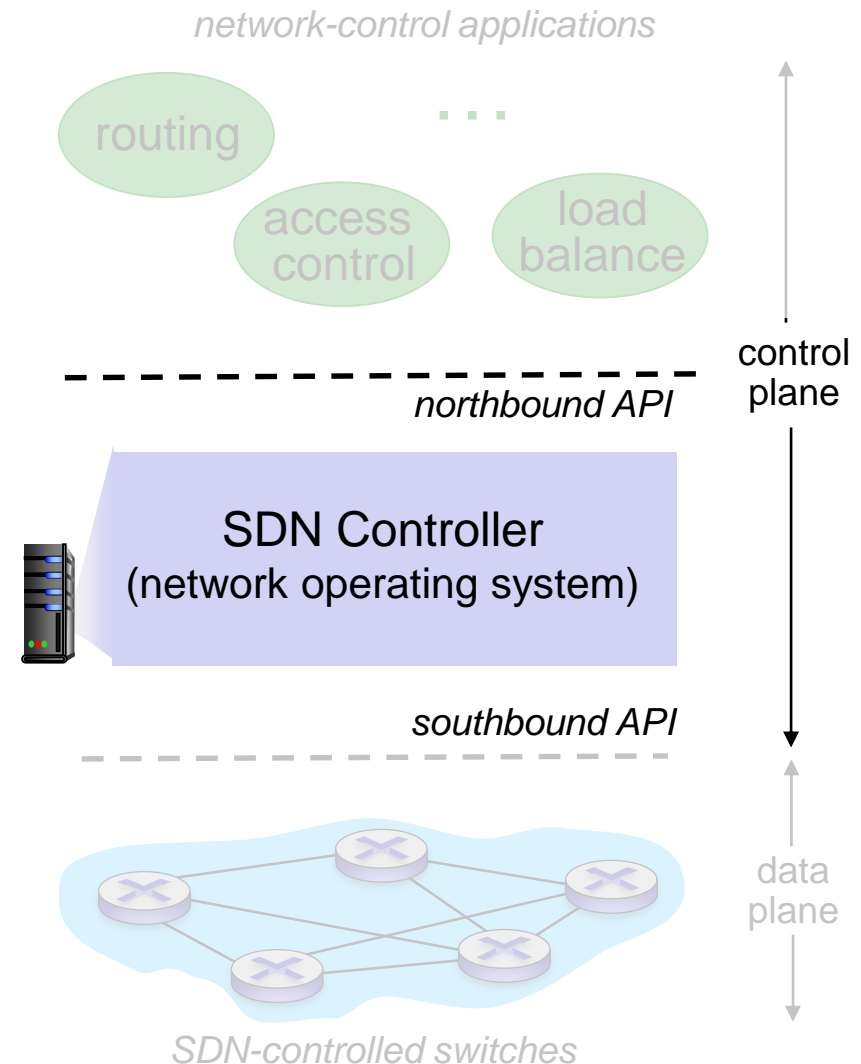 network-control applications
routing
. . .
access
control
load
balance
control
plane
northbound API
SDN Controller
(network operating system)
southbound API
data
plane
SDN-controlled switches